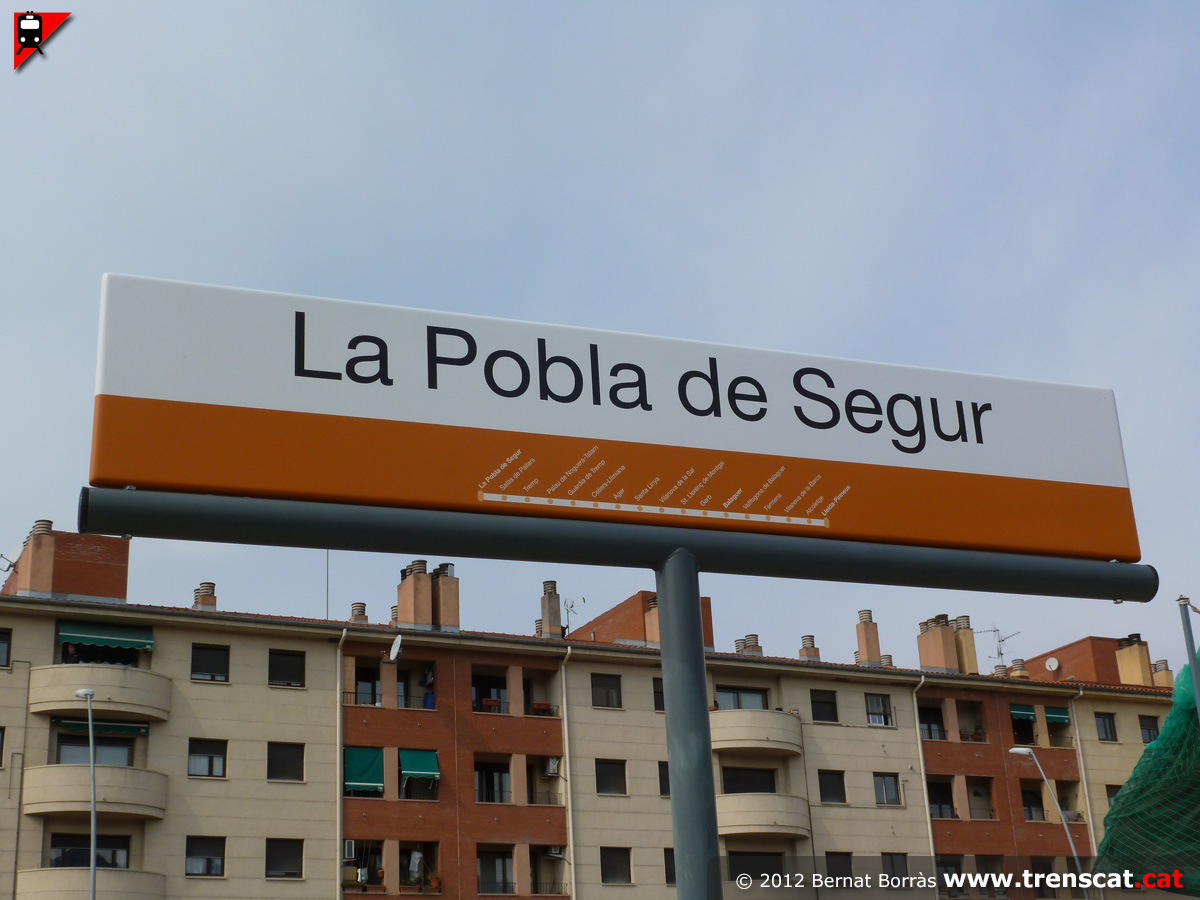 La Pobla de Segur
La Pobla de Segur
Salàs de Pallars
Tremp
Palau de Noguera-Talarn
Guàrdia de Tremp
Cellers-Llimiana
Àger
Santa Linya
Vilanova de la Sal
St. Llorenç de Montgai
Gerb
Balaguer
Vallfogona de Balaguer
Térmens
Vilanova de la Barca
Alcoletge
Lleida Pirineus
© 2012 Bernat Borràs www.trenscat.cat